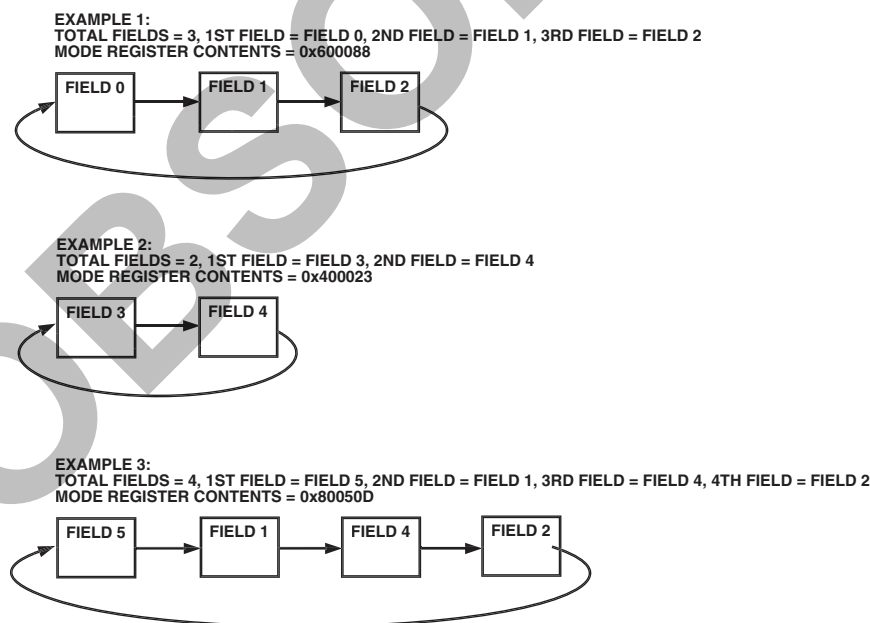 EXAMPLE 1:
TOTAL FIELDS = 3, 1ST FIELD = FIELD 0, 2ND FIELD = FIELD 1, 3RD FIELD = FIELD 2
MODE REGISTER CONTENTS = 0x600088
FIELD 0 FIELD 1 FIELD 2
EXAMPLE 2:
TOTAL FIELDS = 2, 1ST FIELD = FIELD 3, 2ND FIELD = FIELD 4
MODE REGISTER CONTENTS = 0x400023
FIELD 3 FIELD 4
EXAMPLE 3:
TOTAL FIELDS = 4, 1ST FIELD = FIELD 5, 2ND FIELD = FIELD 1, 3RD FIELD = FIELD 4, 4TH FIELD = FIELD 2
MODE REGISTER CONTENTS = 0x80050D
FIELD 5 FIELD 1 FIELD 4 FIELD 2
OBSO